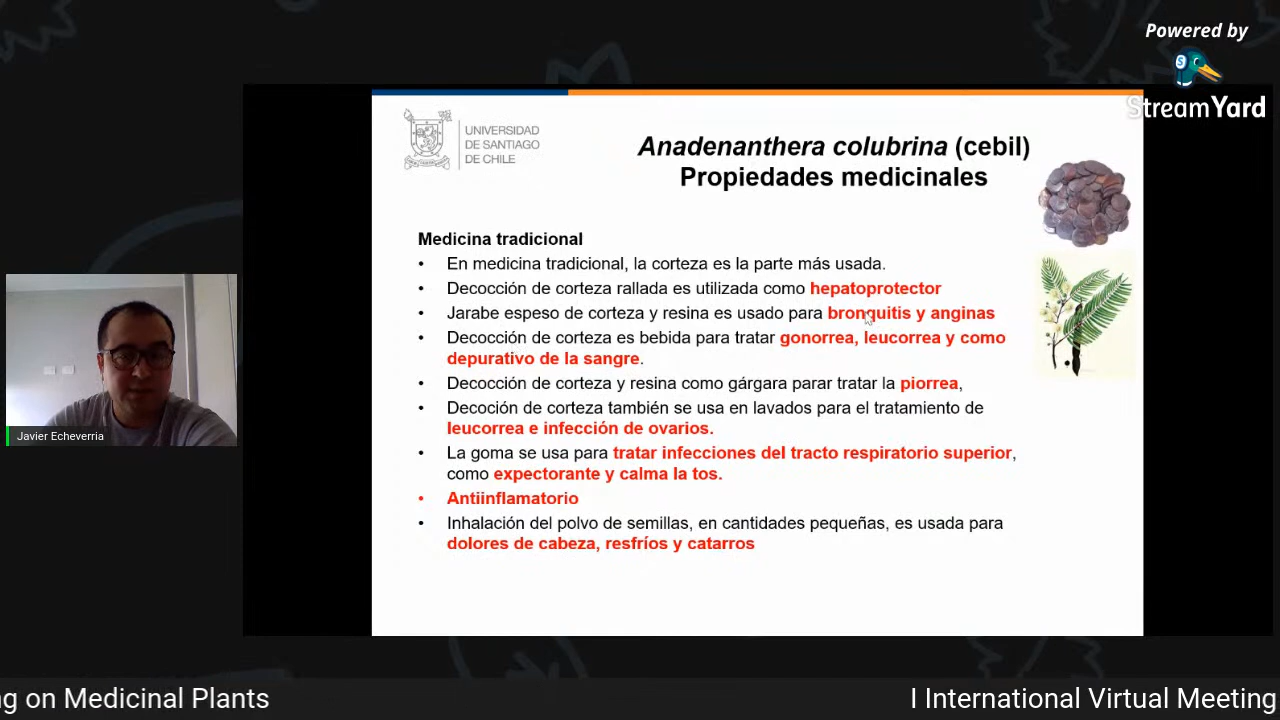 Powered by
StreamYard
UNIVERSIDAD
DE SANTIAGO
DE CHILE
Anadenanthera colubrina (cebil)
Propiedades medicinales
Medicina tradicional
• En medicina tradicional, la corteza es la parte más usada.
• Decocción de corteza rallada es utilizada como hepatoprotector
• Jarabe espeso de corteza y resina es usado para bronquitis y anginas
• Decocción de corteza es bebida para tratar gonorrea, leucorrea y como
depurativo de la sangre.
• Decocción de corteza y resina como gárgara parar tratar la piorrea,
• Decoción de corteza también se usa en lavados para el tratamiento de
leucorrea e infección de ovarios.
• La goma se usa para tratar infecciones del tracto respiratorio superior,
como expectorante y calma la tos.
• Antiinflamatorio
• Inhalación del polvo de semillas, en cantidades pequeñas, es usada para
dolores de cabeza, resfríos y catarros
Javier Echeverria
ng on Medicinal Plants
I International Virtual Meeting